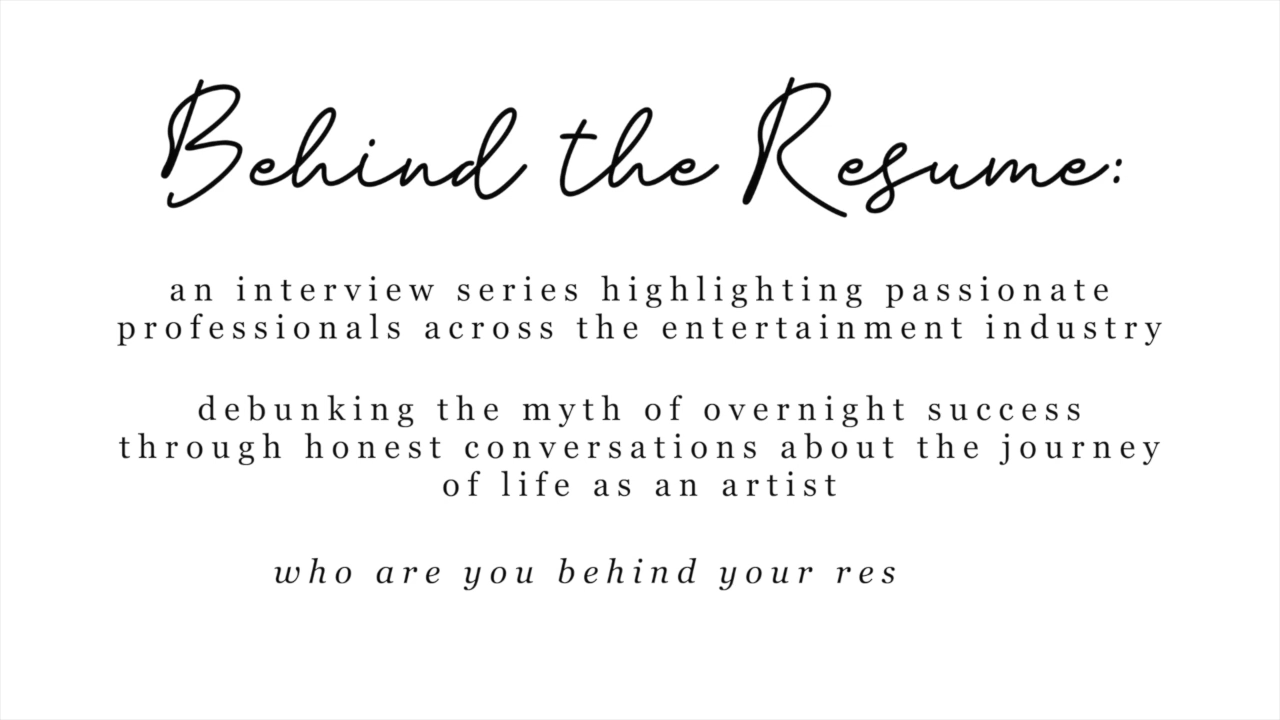 Behind the Resume:
an interview series highlighting passionate
professionals across the entertainment industry
debunking the myth of overnight success
through honest conversations about the journey
of life as an artist
who are you behind your res